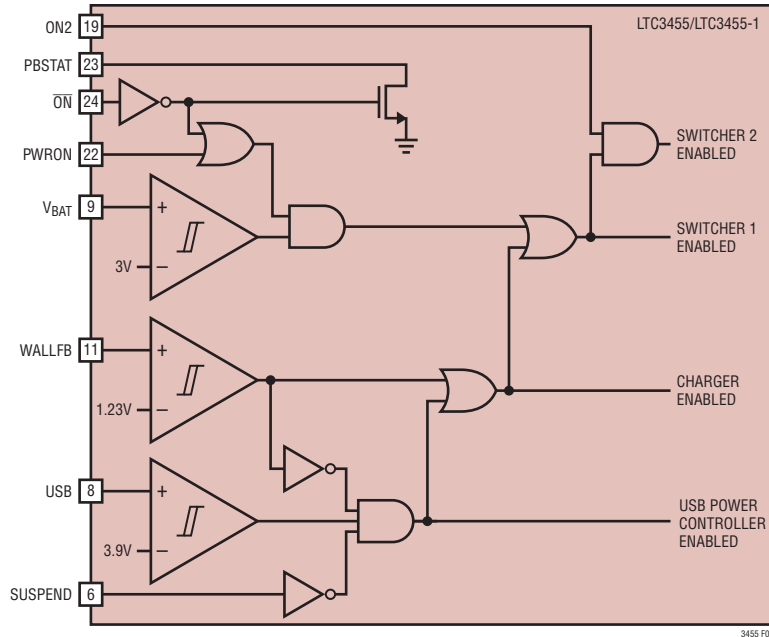 LTC3455/LTC3455-1
ON2 19
PBSTAT 23
ON 24
PWRON 22
VBAT 9
+
3V –
SWITCHER 2
ENABLED
SWITCHER 1
ENABLED
WALLFB 11
+
1.23V –
CHARGER
ENABLED
USB 8
+
3.9V –
USB POWER
CONTROLLER
ENABLED
SUSPEND 6
3455 F0